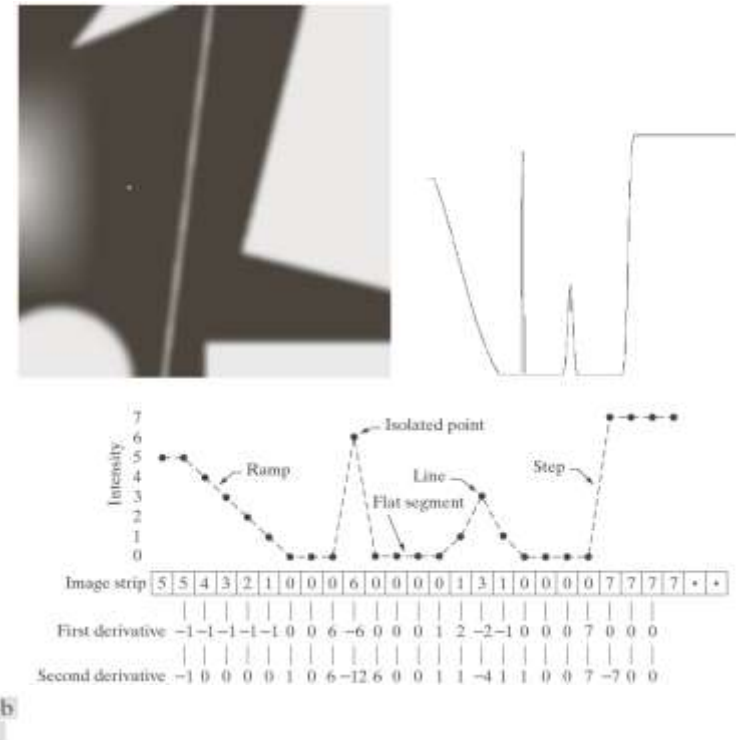 7
6
5
4
3
2
1
0
Intensity
Ramp
Isolated point
Line
Flat segment
Step
Image strip 5 5 4 3 2 1 0 0 0 6 0 0 0 0 1 3 1 0 0 0 0 7 7 7 7 • •
First derivative −1 −1 −1 −1 −1 0 0 6 −6 0 0 0 1 2 −2 −1 0 0 0 7 0 0 0
Second derivative −1 0 0 0 0 1 0 6 −12 6 0 0 1 1 −4 1 1 0 0 7 −7 0 0
b